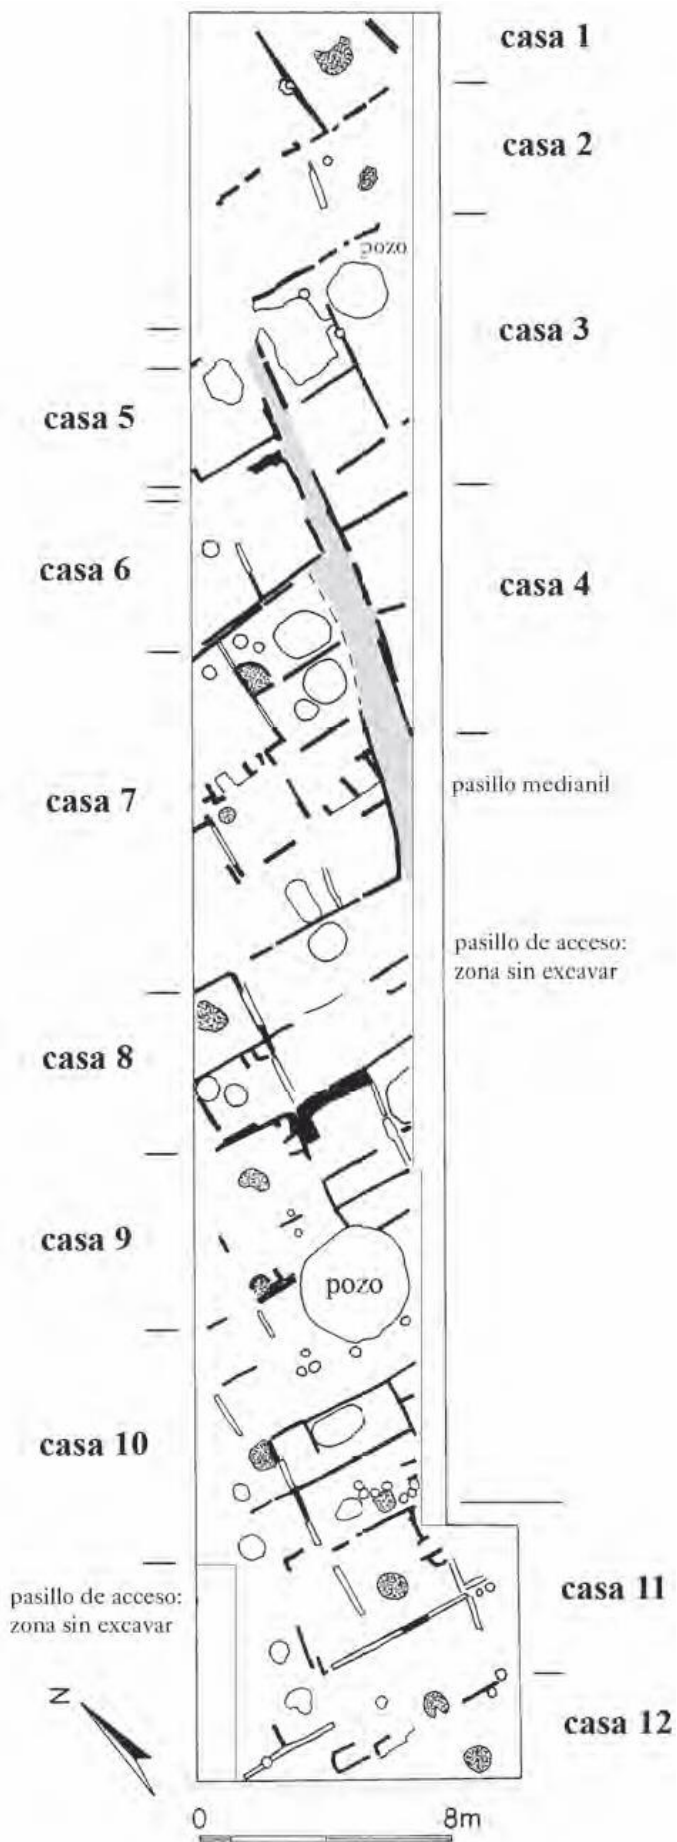 casa 1
casa 2
pozo
casa 3
casa 5
casa 6
casa 4
casa 7
pasillo medianil
pasillo de acceso:
zona sin excavar
casa 8
casa 9
pozo
casa 10
pasillo de acceso:
zona sin excavar
casa 11
N
casa 12
0 8m